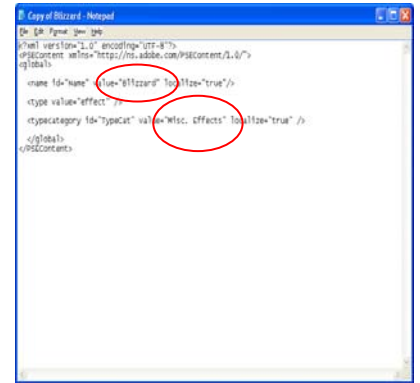 Copy of Blizzard - Notepad
File Edit Format View Help
<?xml version="1.0" encoding="UTF-8"?>
<PSEContent xmlns="http://ns.adobe.com/PSEContent/1.0/">
<global>
<name id="Name" value="Blizzard" localize="true"/>
<type value="effect" />
<typecategory id="TypeCat" value="Misc. Effects" localize="true" />
</global>
</PSEContent>